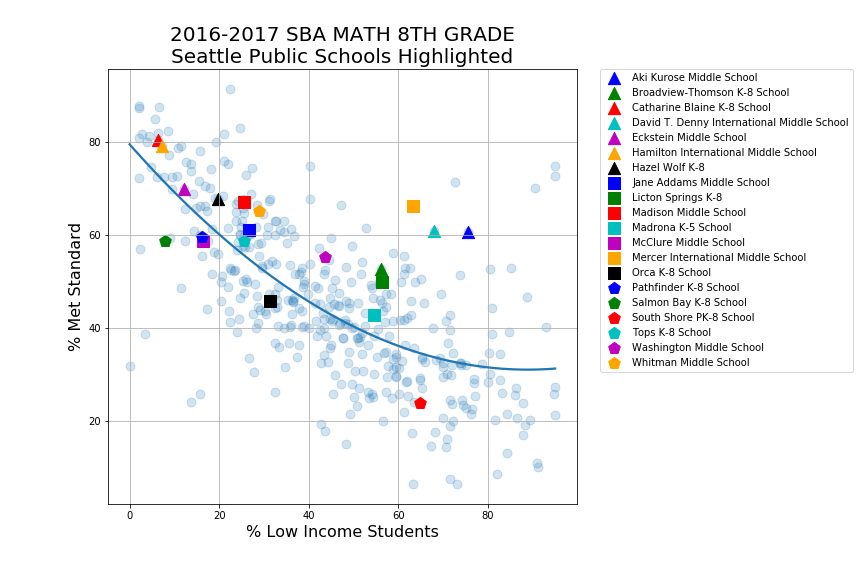 2016-2017 SBA MATH 8TH GRADE
Seattle Public Schools Highlighted
% Met Standard
80
60
40
20
0
20
40
60
80
% Low Income Students
Aki Kurose Middle School
Broadview-Thomson K-8 School
Catharine Blaine K-8 School
David T. Denny International Middle School
Eckstein Middle School
Hamilton International Middle School
Hazel Wolf K-8
Jane Addams Middle School
Licton Springs K-8
Madison Middle School
Madrona K-5 School
McClure Middle School
Mercer International Middle School
Orca K-8 School
Pathfinder K-8 School
Salmon Bay K-8 School
South Shore PK-8 School
Tops K-8 School
Washington Middle School
Whitman Middle School